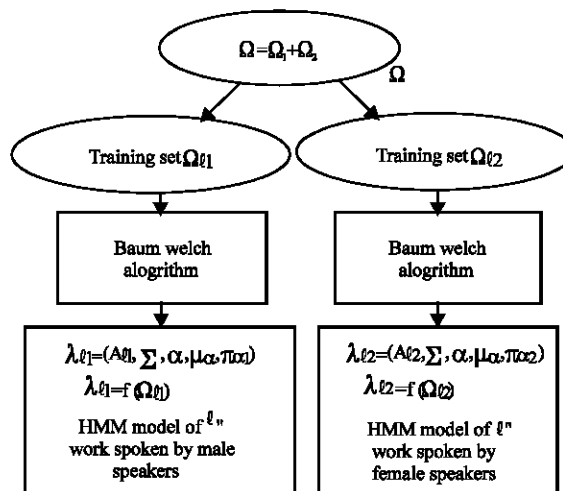 Ω=Ω₁+Ω₂
Ω
Training set Ωℓ1
Training set Ωℓ2
Baum welch
alogrithm
Baum welch
alogrithm
λℓ1=(Aℓ1, Σ, α, μα, πα1)
λℓ1=f(Ωℓ1)
HMM model of ℓ"
work spoken by male
speakers
λℓ2=(Aℓ2, Σ, α, μα, πα2)
λℓ2=f(Ωℓ2)
HMM model of ℓ"
work spoken by
female speakers